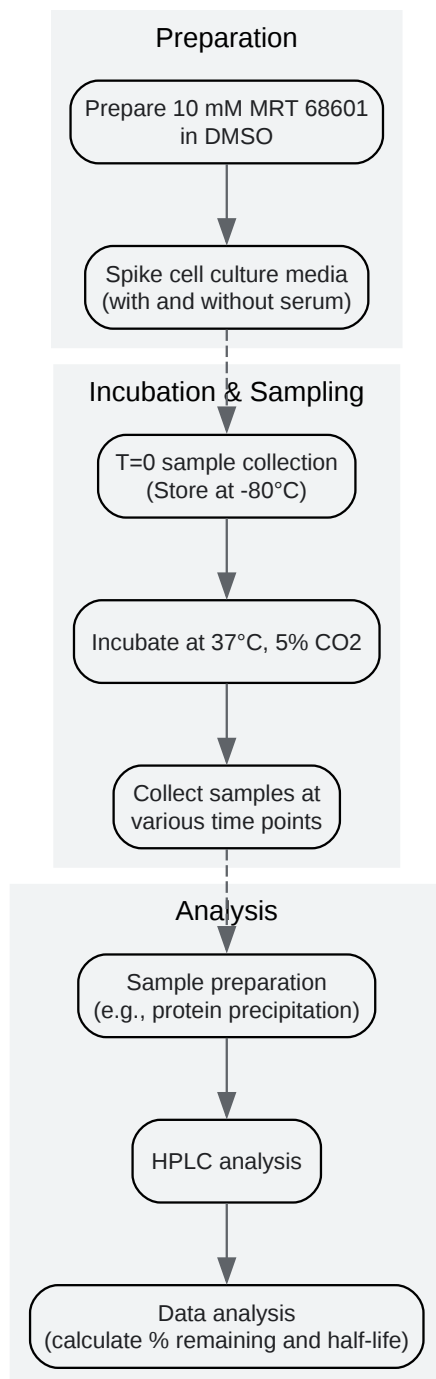 Preparation
Prepare 10 mM MRT 68601
in DMSO
Spike cell culture media
(with and without serum)
Incubation & Sampling
T=0 sample collection
(Store at -80°C)
Incubate at 37°C, 5% CO2
Collect samples at
various time points
Analysis
Sample preparation
(e.g., protein precipitation)
HPLC analysis
Data analysis
(calculate % remaining and half-life)